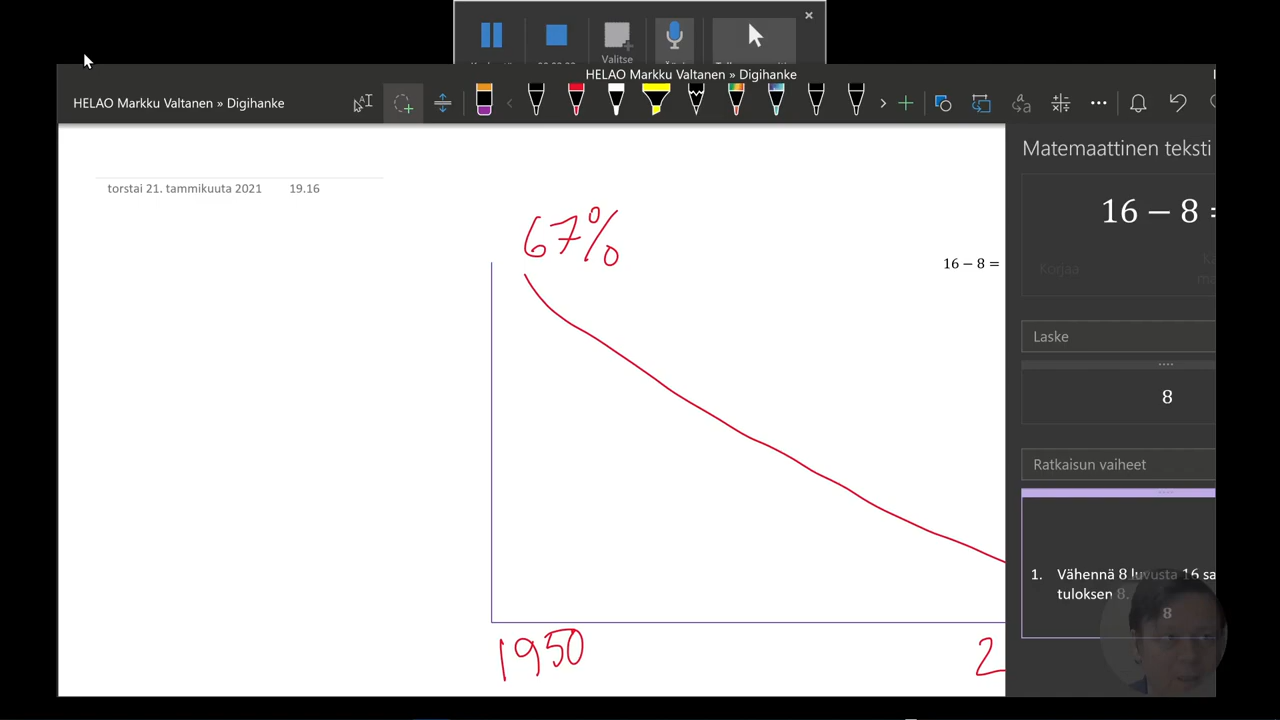 Valitse
HELAO Markku Valtanen » Digihanke
HELAO Markku Valtanen » Digihanke
Matemaattinen teksti
torstai 21. tammikuuta 2021 19.16
16 − 8 =
67%
16 − 8 =
Korjaa
Laske
8
Ratkaisun vaiheet
1. Vähennä 8 luvusta 16 sa
tuloksen 8.
8
1950
2